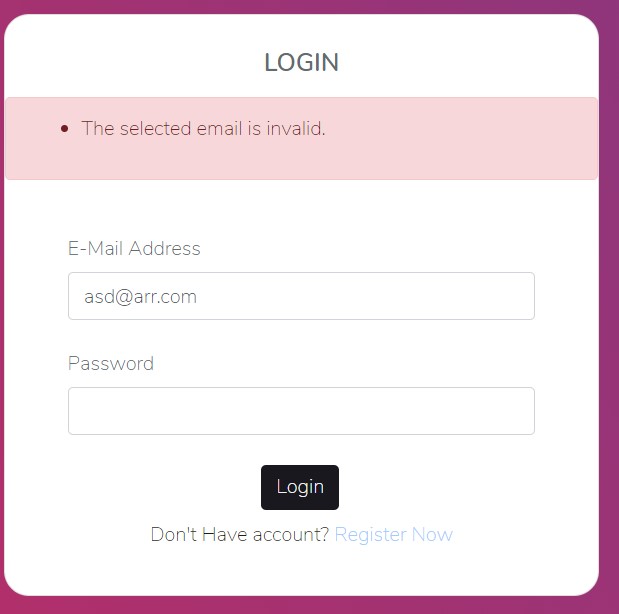 LOGIN
The selected email is invalid.
E-Mail Address
asd@arr.com
Password
Login
Don't Have account? Register Now